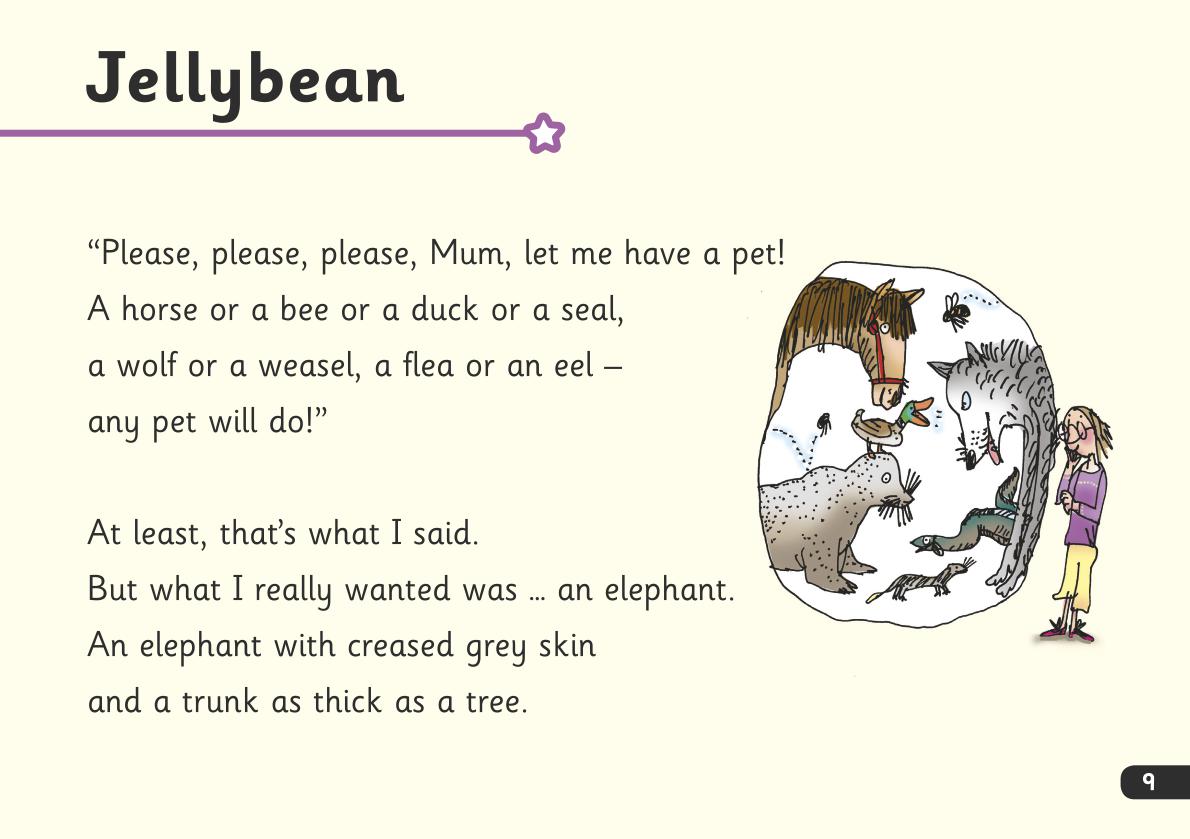 Jellybean
“Please, please, please, Mum, let me have a pet!
A horse or a bee or a duck or a seal,
a wolf or a weasel, a flea or an eel –
any pet will do!”
At least, that’s what I said.
But what I really wanted was ... an elephant.
An elephant with creased grey skin
and a trunk as thick as a tree.
9